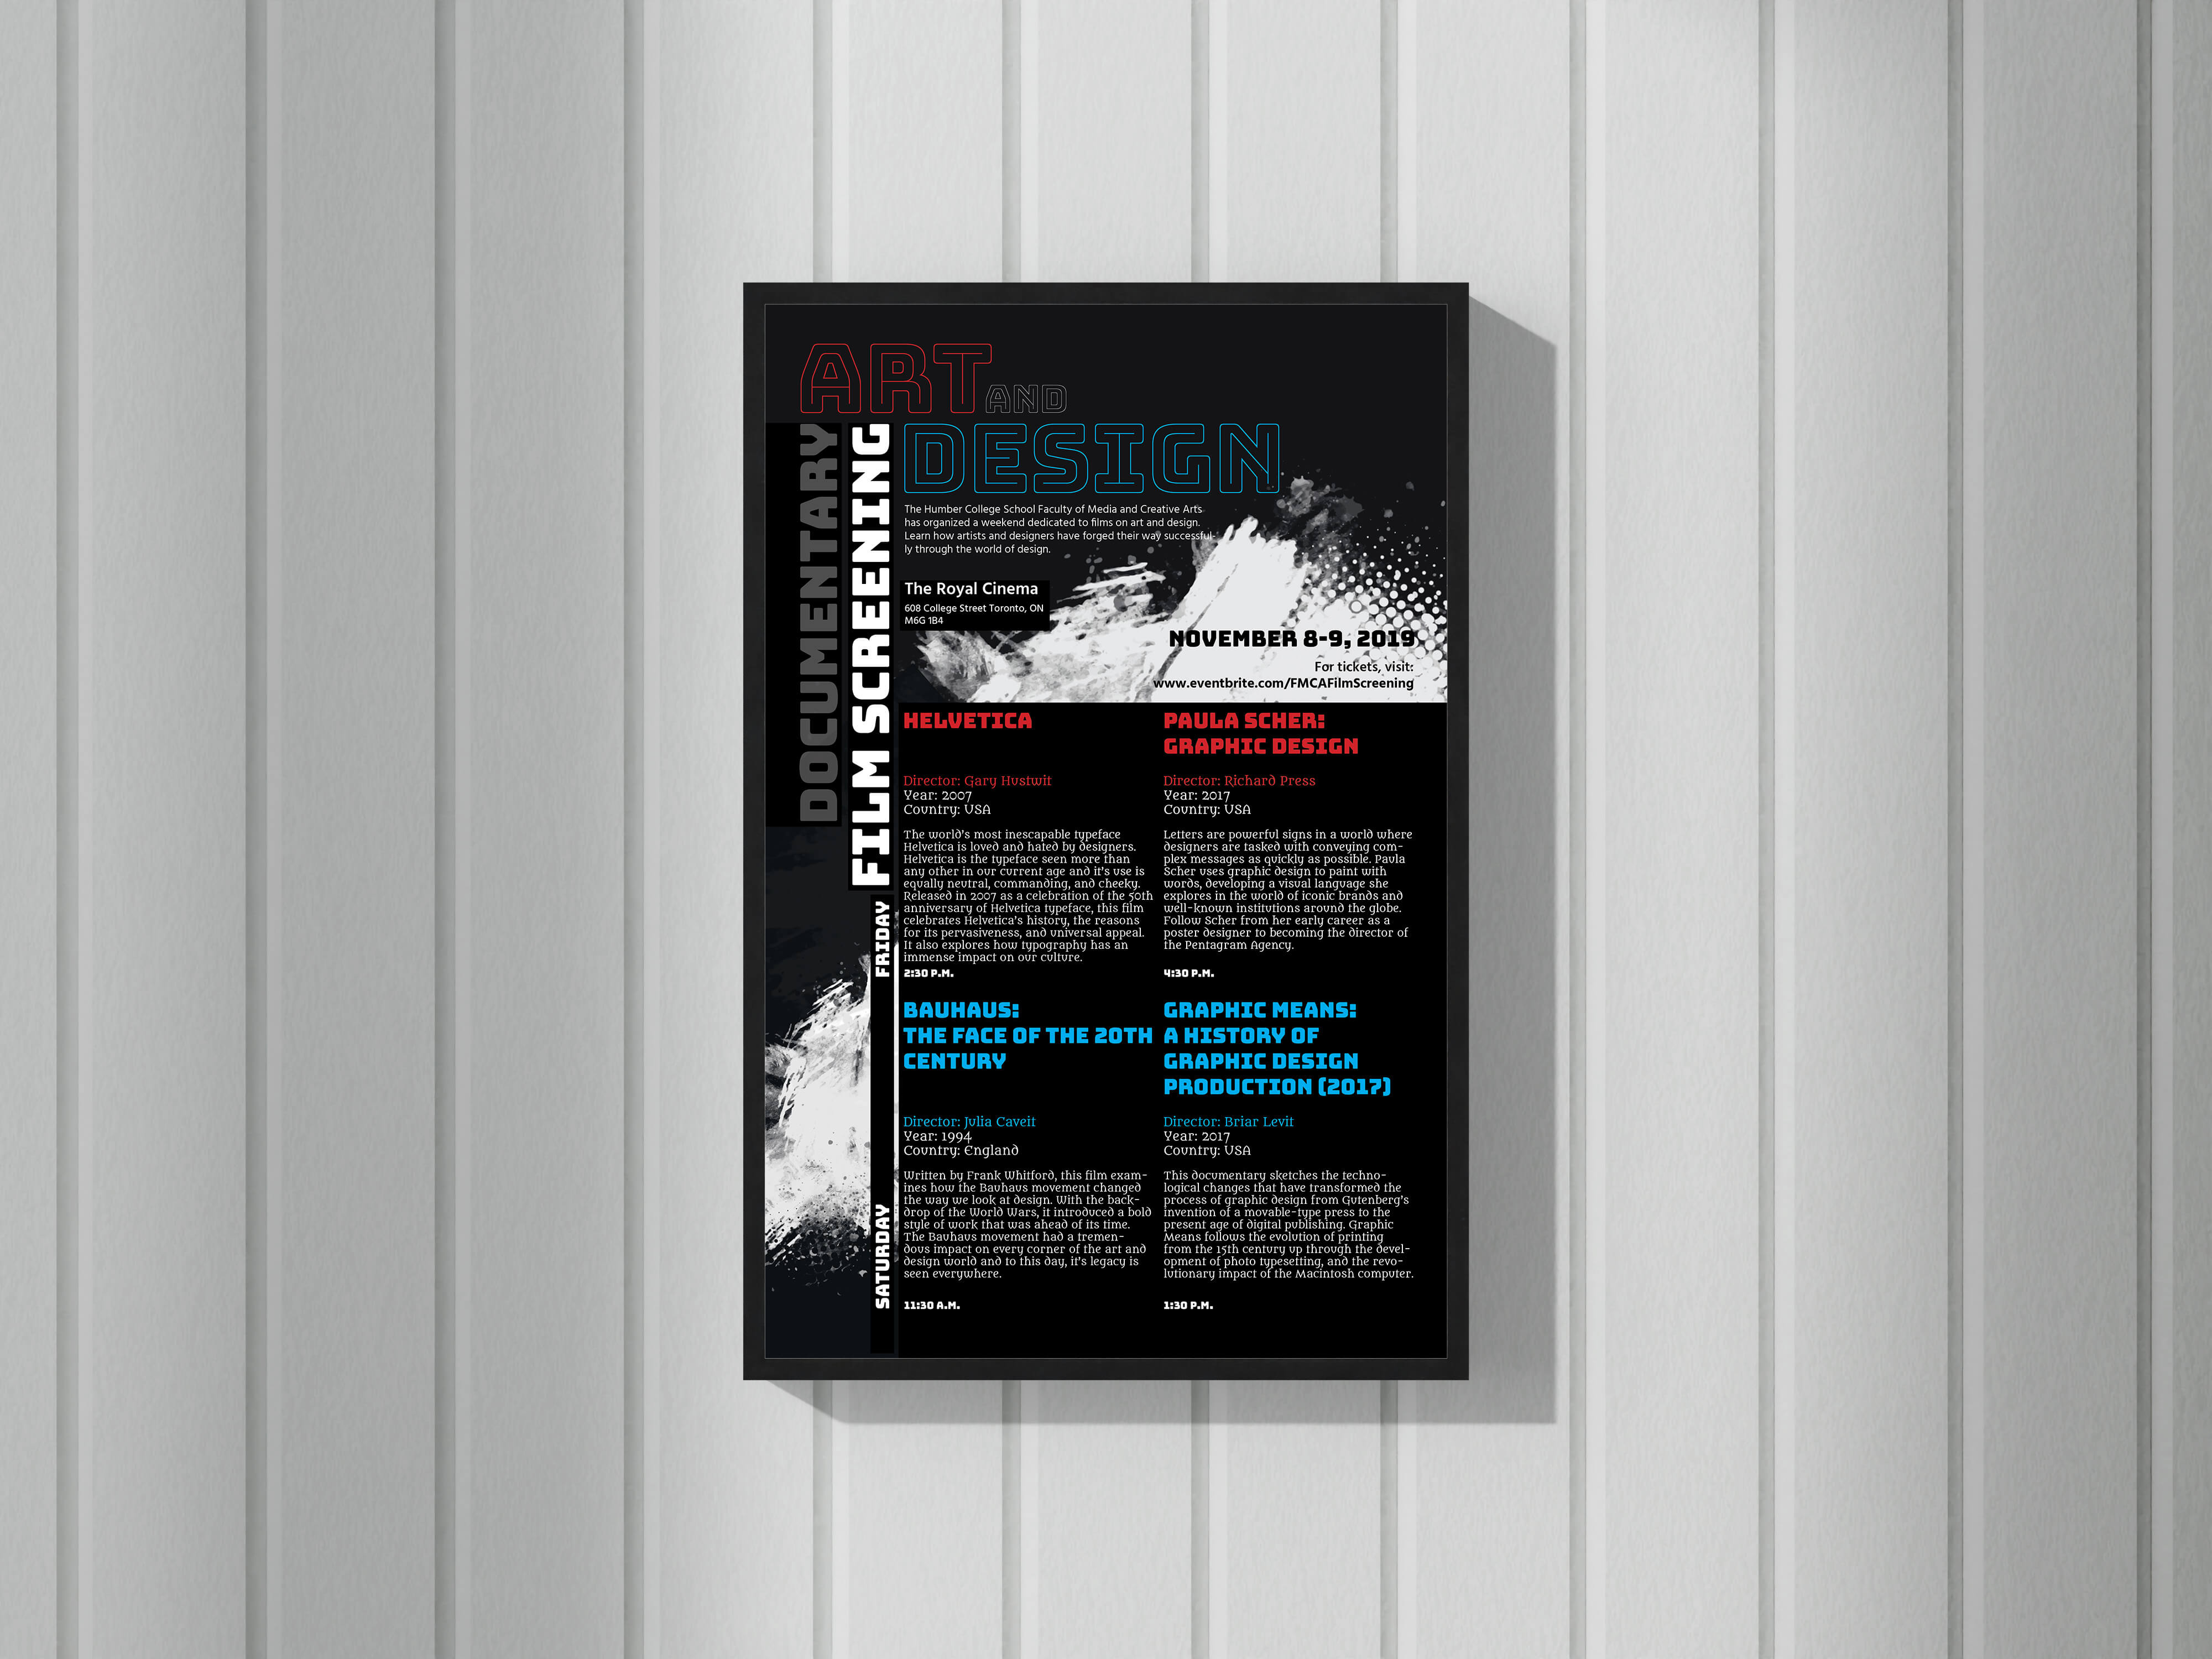 ART
AND
DESIGN
DOCUMENTARY
FILM SCREENING
The Humber College School Faculty of Media and Creative Arts
has organized a weekend dedicated to films on art and design.
Learn how artists and designers have forged their way successful-
ly through the world of design.
The Royal Cinema
608 College Street Toronto, ON
M6G 1B4
NOVEMBER 8-9, 2019
For tickets, visit:
www.eventbrite.com/FMCAFilmScreening
FRIDAY
HELVETICA
Director: Gary Hustwit
Year: 2007
Country: USA
The world's most inescapable typeface
Helvetica is loved and hated by designers.
Helvetica is the typeface seen more than
any other in our current age and it's use is
equally neutral, commanding, and cheeky.
Released in 2007 as a celebration of the 50th
anniversary of Helvetica typeface, this film
celebrates Helvetica's history, the reasons
for its pervasiveness, and universal appeal.
It also explores how typography has an
immense impact on our culture.
2:30 P.M.
PAULA SCHER:
GRAPHIC DESIGN
Director: Richard Press
Year: 2017
Country: USA
Letters are powerful signs in a world where
designers are tasked with conveying com-
plex messages as quickly as possible. Paula
Scher uses graphic design to paint with
words, developing a visual language she
explores in the world of iconic brands and
well-known institutions around the globe.
Follow Scher from her early career as a
poster designer to becoming the director of
the Pentagram Agency.
4:30 P.M.
SATURDAY
BAUHAUS:
THE FACE OF THE 20TH
CENTURY
Director: Julia Caveit
Year: 1994
Country: England
Written by Frank Whitford, this film exam-
ines how the Bauhaus movement changed
the way we look at design. With the back-
drop of the World Wars, it introduced a bold
style of work that was ahead of its time.
The Bauhaus movement had a tremen-
dous impact on every corner of the art and
design world and to this day, it's legacy is
seen everywhere.
11:30 A.M.
GRAPHIC MEANS:
A HISTORY OF
GRAPHIC DESIGN
PRODUCTION (2017)
Director: Briar Levit
Year: 2017
Country: USA
This documentary sketches the techno-
logical changes that have transformed the
process of graphic design from Gutenberg's
invention of a movable-type press to the
present age of digital publishing. Graphic
Means follows the evolution of printing
from the 15th century up through the devel-
opment of photo typesetting, and the revo-
lutionary impact of the Macintosh computer.
1:30 P.M.